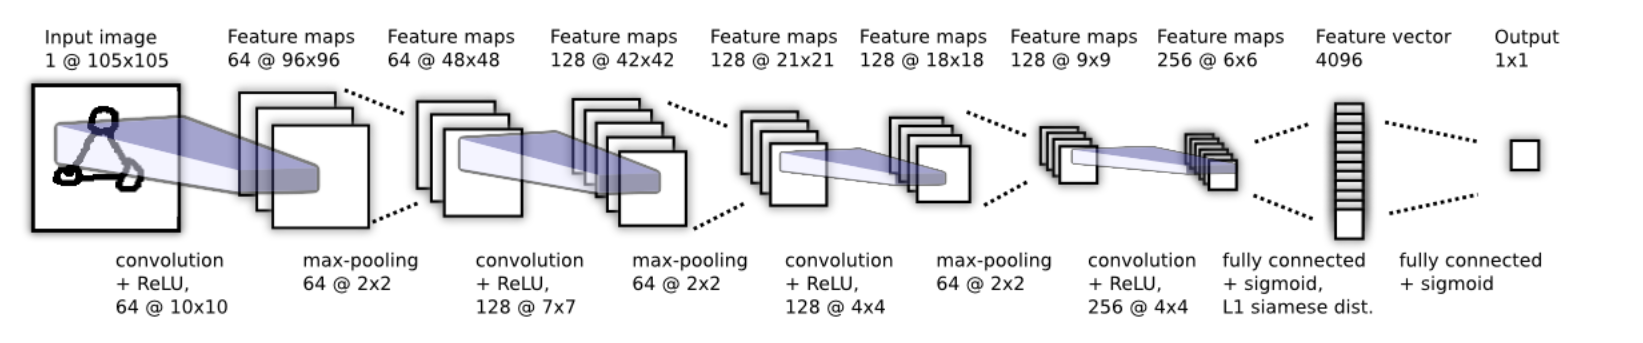 Input image
1 @ 105x105
Feature maps
64 @ 96x96
Feature maps
64 @ 48x48
Feature maps
128 @ 42x42
Feature maps
128 @ 21x21
Feature maps
128 @ 18x18
Feature maps
128 @ 9x9
Feature maps
256 @ 6x6
Feature vector
4096
Output
1x1
convolution
+ ReLU,
64 @ 10x10
max-pooling
64 @ 2x2
convolution
+ ReLU,
128 @ 7x7
max-pooling
64 @ 2x2
convolution
+ ReLU,
128 @ 4x4
max-pooling
64 @ 2x2
convolution
+ ReLU,
256 @ 4x4
fully connected
+ sigmoid,
L1 siamese dist.
fully connected
+ sigmoid